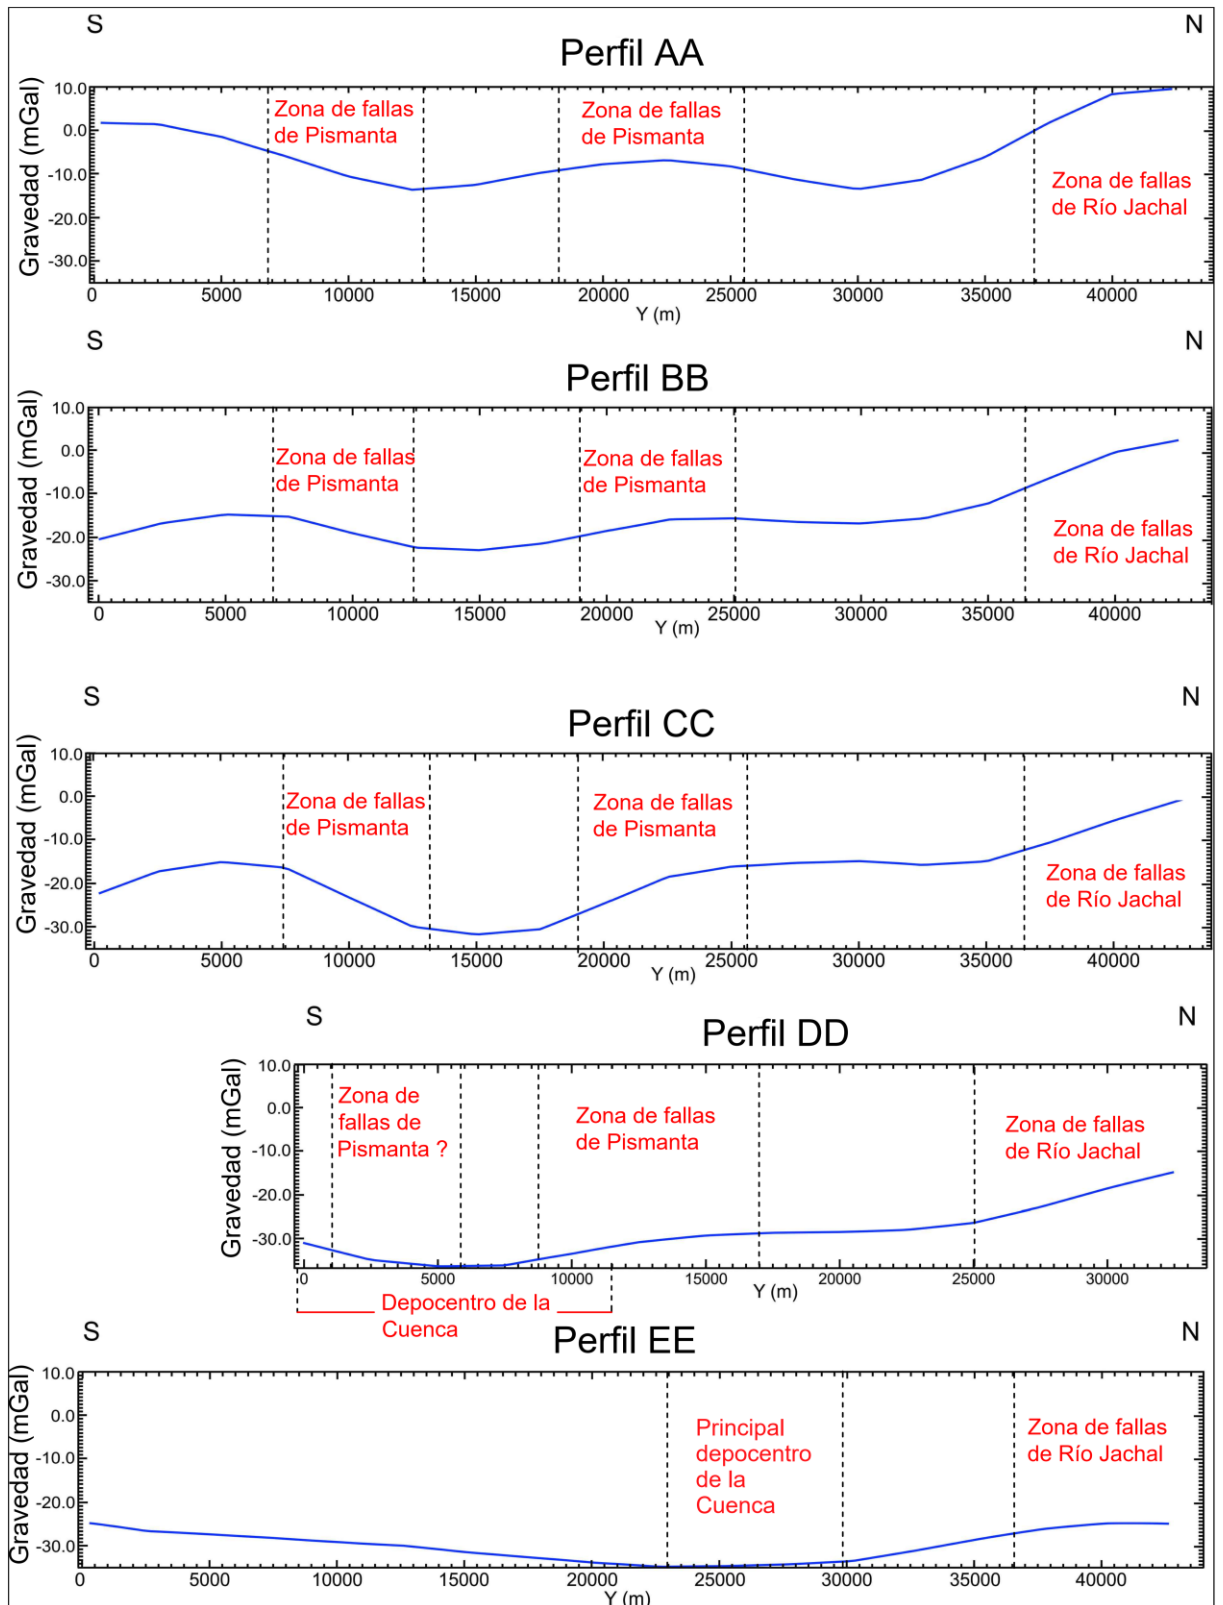 S N
Perfil AA
Gravedad (mGal)
10.0
0.0
-10.0
-20.0
-30.0
Zona de fallas
de Pismanta
Zona de fallas
de Pismanta
Zona de fallas
de Río Jachal
0 5000 10000 15000 20000 25000 30000 35000 40000
Y (m)
S N
Perfil BB
Gravedad (mGal)
10.0
0.0
-10.0
-20.0
-30.0
Zona de fallas
de Pismanta
Zona de fallas
de Pismanta
Zona de fallas
de Río Jachal
0 5000 10000 15000 20000 25000 30000 35000 40000
Y (m)
S N
Perfil CC
Gravedad (mGal)
10.0
0.0
-10.0
-20.0
-30.0
Zona de fallas
de Pismanta
Zona de fallas
de Pismanta
Zona de fallas
de Río Jachal
0 5000 10000 15000 20000 25000 30000 35000 40000
Y (m)
S N
Perfil DD
Gravedad (mGal)
10.0
0.0
-10.0
-20.0
-30.0
Zona de
fallas de
Pismanta ?
Zona de fallas
de Pismanta
Zona de fallas
de Río Jachal
0 5000 10000 15000 20000 25000 30000
Y (m)
Depocentro de la
Cuenca
S N
Perfil EE
Gravedad (mGal)
10.0
0.0
-10.0
-20.0
-30.0
Principal
depocentro
de la
Cuenca
Zona de fallas
de Río Jachal
0 5000 10000 15000 20000 25000 30000 35000 40000
Y (m)